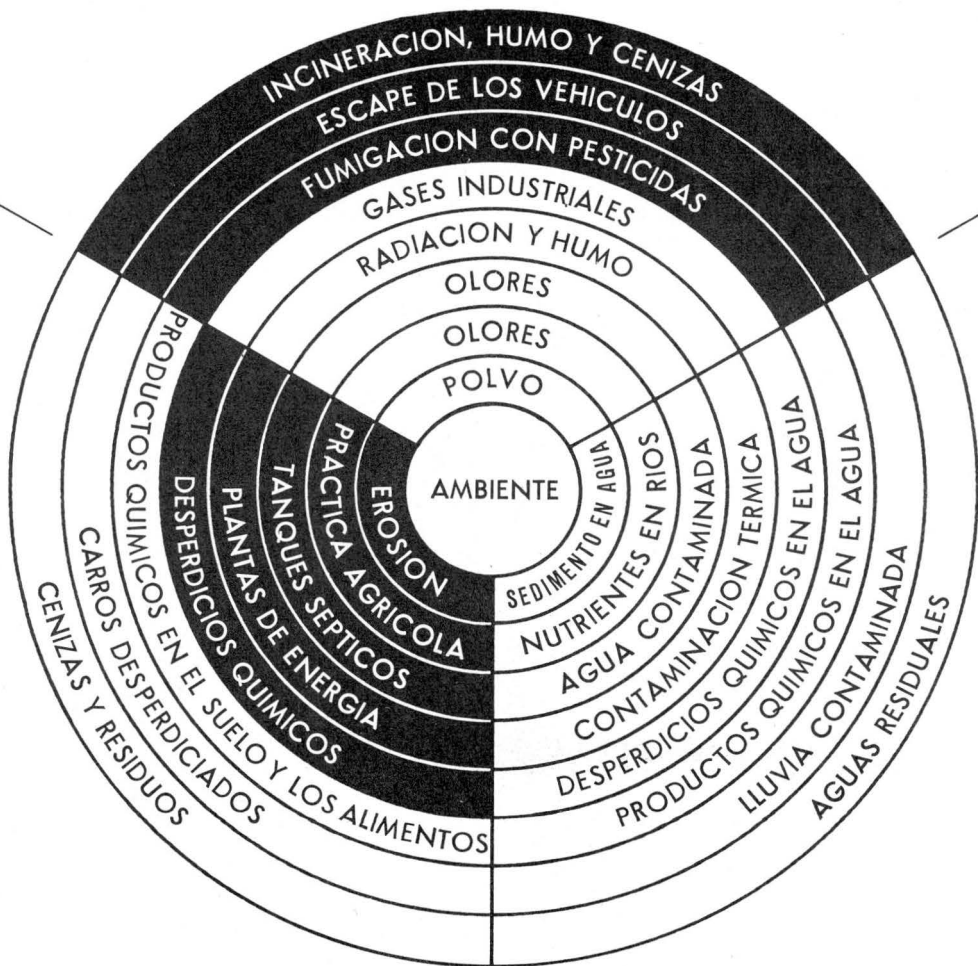 INCINERACION, HUMO Y CENIZAS
ESCAPE DE LOS VEHICULOS
FUMIGACION CON PESTICIDAS
GASES INDUSTRIALES
RADIACION Y HUMO
OLORES
OLORES
POLVO
AMBIENTE
SEDIMENTO EN AGUA
NUTRIENTES EN RIOS
AGUA CONTAMINADA
CONTAMINACION TERMICA
DESPERDICIOS QUIMICOS EN EL AGUA
PRODUCTOS QUIMICOS EN EL AGUA
LLUVIA CONTAMINADA
AGUAS RESIDUALES
EROSION
PRACTICA AGRICOLA
TANQUES SEPTICOS
PLANTAS DE ENERGIA
DESPERDICIOS QUIMICOS
PRODUCTOS QUIMICOS EN EL SUELO Y LOS ALIMENTOS
CARROS DESPERDICIADOS
CENIZAS Y RESIDUOS